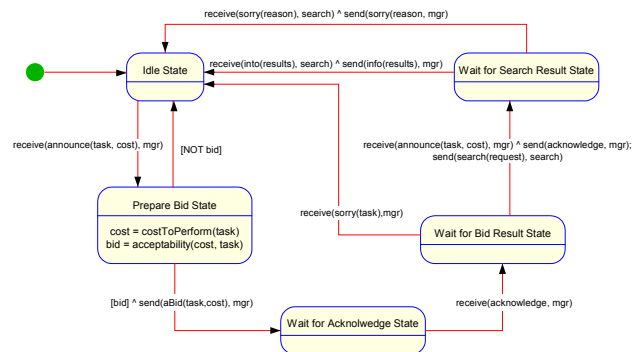 receive(sorry(reason), search) ^ send(sorry(reason, mgr)
Idle State
receive(into(results), search) ^ send(info(results), mgr)
Wait for Search Result State
receive(announce(task, cost), mgr)
[NOT bid]
receive(announce(task, cost), mgr) ^ send(acknowledge, mgr);
send(search(request), search)
Prepare Bid State
cost = costToPerform(task)
bid = acceptability(cost, task)
receive(sorry(task),mgr)
Wait for Bid Result State
[bid] ^ send(aBid(task,cost), mgr)
receive(acknowledge, mgr)
Wait for Acknolwedge State